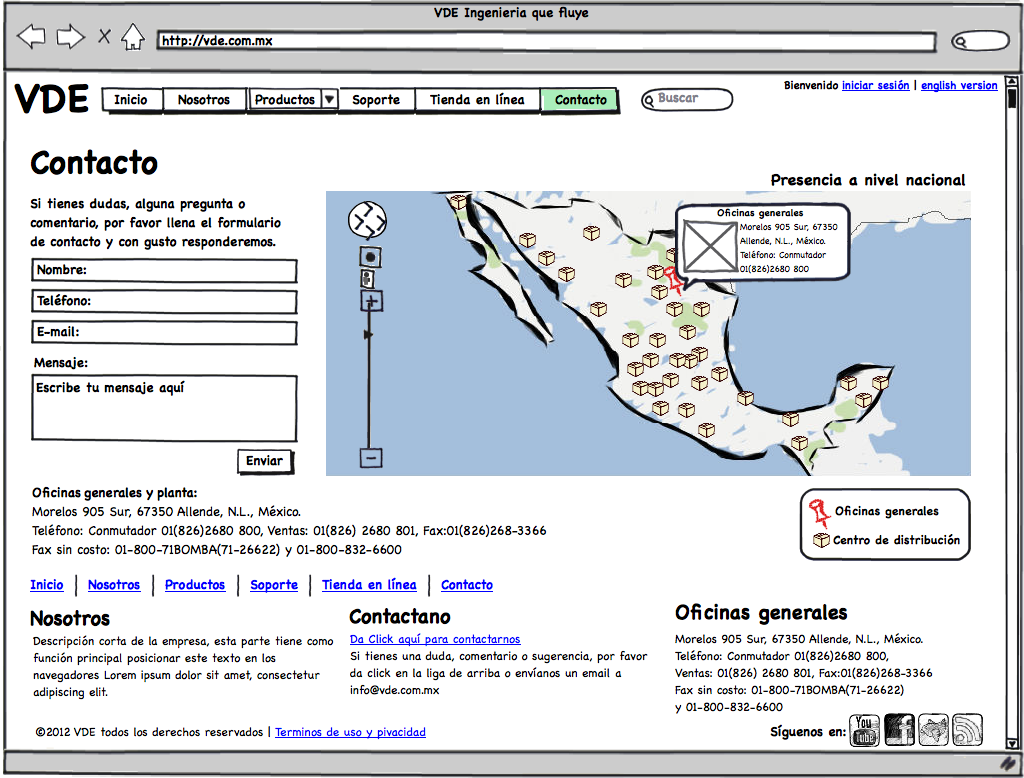 VDE Ingenieria que fluye
http://vde.com.mx
Bienvenido iniciar sesión | english version
VDE Inicio Nosotros Productos Soporte Tienda en línea Contacto Buscar
Contacto
Presencia a nivel nacional
Si tienes dudas, alguna pregunta o
comentario, por favor llena el formulario
de contacto y con gusto responderemos.
Nombre:
Teléfono:
E-mail:
Mensaje:
Escribe tu mensaje aquí
Enviar
Oficinas generales
Morelos 905 Sur, 67350
Allende, N.L., México.
Teléfono: Conmutador
01(826)2680 800
Oficinas generales
Centro de distribución
Oficinas generales y planta:
Morelos 905 Sur, 67350 Allende, N.L., México.
Teléfono: Conmutador 01(826)2680 800, Ventas: 01(826) 2680 801, Fax:01(826)268-3366
Fax sin costo: 01-800-71BOMBA(71-26622) y 01-800-832-6600
Inicio | Nosotros | Productos | Soporte | Tienda en línea | Contacto
Nosotros
Descripción corta de la empresa, esta parte tiene como
función principal posicionar este texto en los
navegadores Lorem ipsum dolor sit amet, consectetur
adipiscing elit.
Contactano
Da Click aquí para contactarnos
Si tienes una duda, comentario o sugerencia, por favor
da click en la liga de arriba o envíanos un email a
info@vde.com.mx
Oficinas generales
Morelos 905 Sur, 67350 Allende, N.L., México.
Teléfono: Conmutador 01(826)2680 800,
Ventas: 01(826) 2680 801, Fax:01(826)268-3366
Fax sin costo: 01-800-71BOMBA(71-26622)
y 01-800-832-6600
©2012 VDE todos los derechos reservados | Terminos de uso y pivacidad
Síguenos en: You Tube f